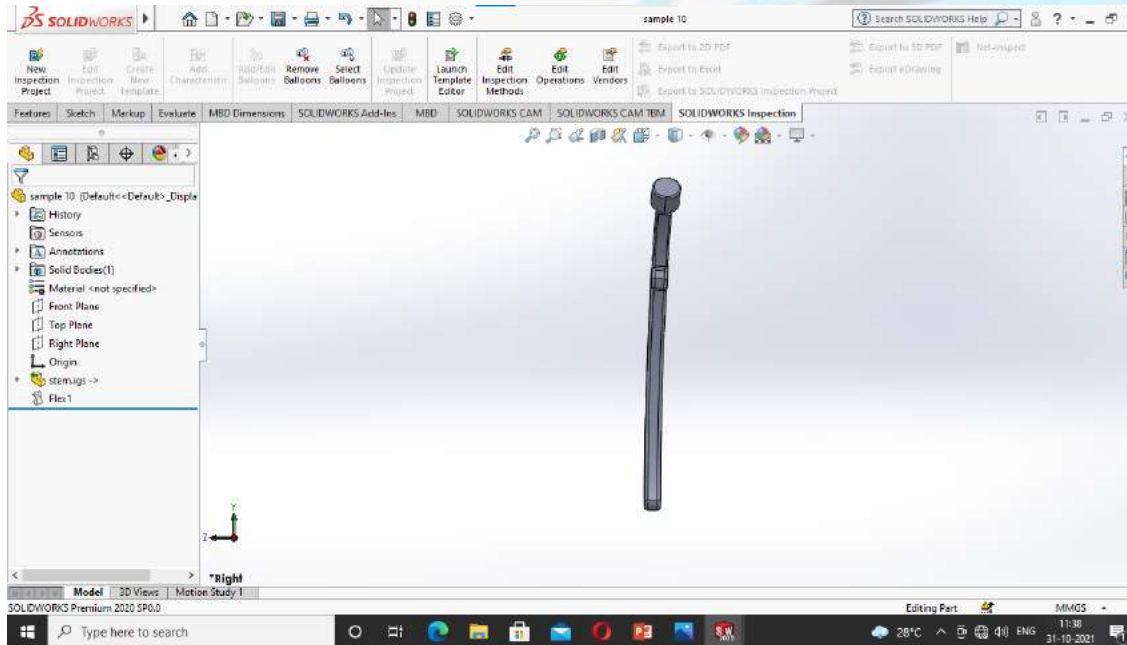 SOLIDWORKS
sample 10
Search SOLIDWORKS Help
?
New Inspection Project
Edit Inspection Project
Create New Template
Add Characteristic
Add/Edit Balloons
Remove Balloons
Select Balloons
Update Inspection Project
Launch Template Editor
Edit Inspection Methods
Edit Operations
Edit Vendors
Export to 2D PDF
Export to Excel
Export to SOLIDWORKS Inspection Project
Export to 3D PDF
Export eDrawing
Net-Inspect
Features Sketch Markup Evaluate MBD Dimensions SOLIDWORKS Add-Ins MBD SOLIDWORKS CAM SOLIDWORKS CAM TBM SOLIDWORKS Inspection
sample 10 (Default<<Default>_Displa
History
Sensors
Annotations
Solid Bodies(1)
Material <not specified>
Front Plane
Top Plane
Right Plane
Origin
stem.igs ->
Flex1
Y
Z
*Right
Model 3D Views Motion Study 1
SOLIDWORKS Premium 2020 SP0.0
Editing Part
MMGS
Type here to search
28°C
ENG
11:38
31-10-2021